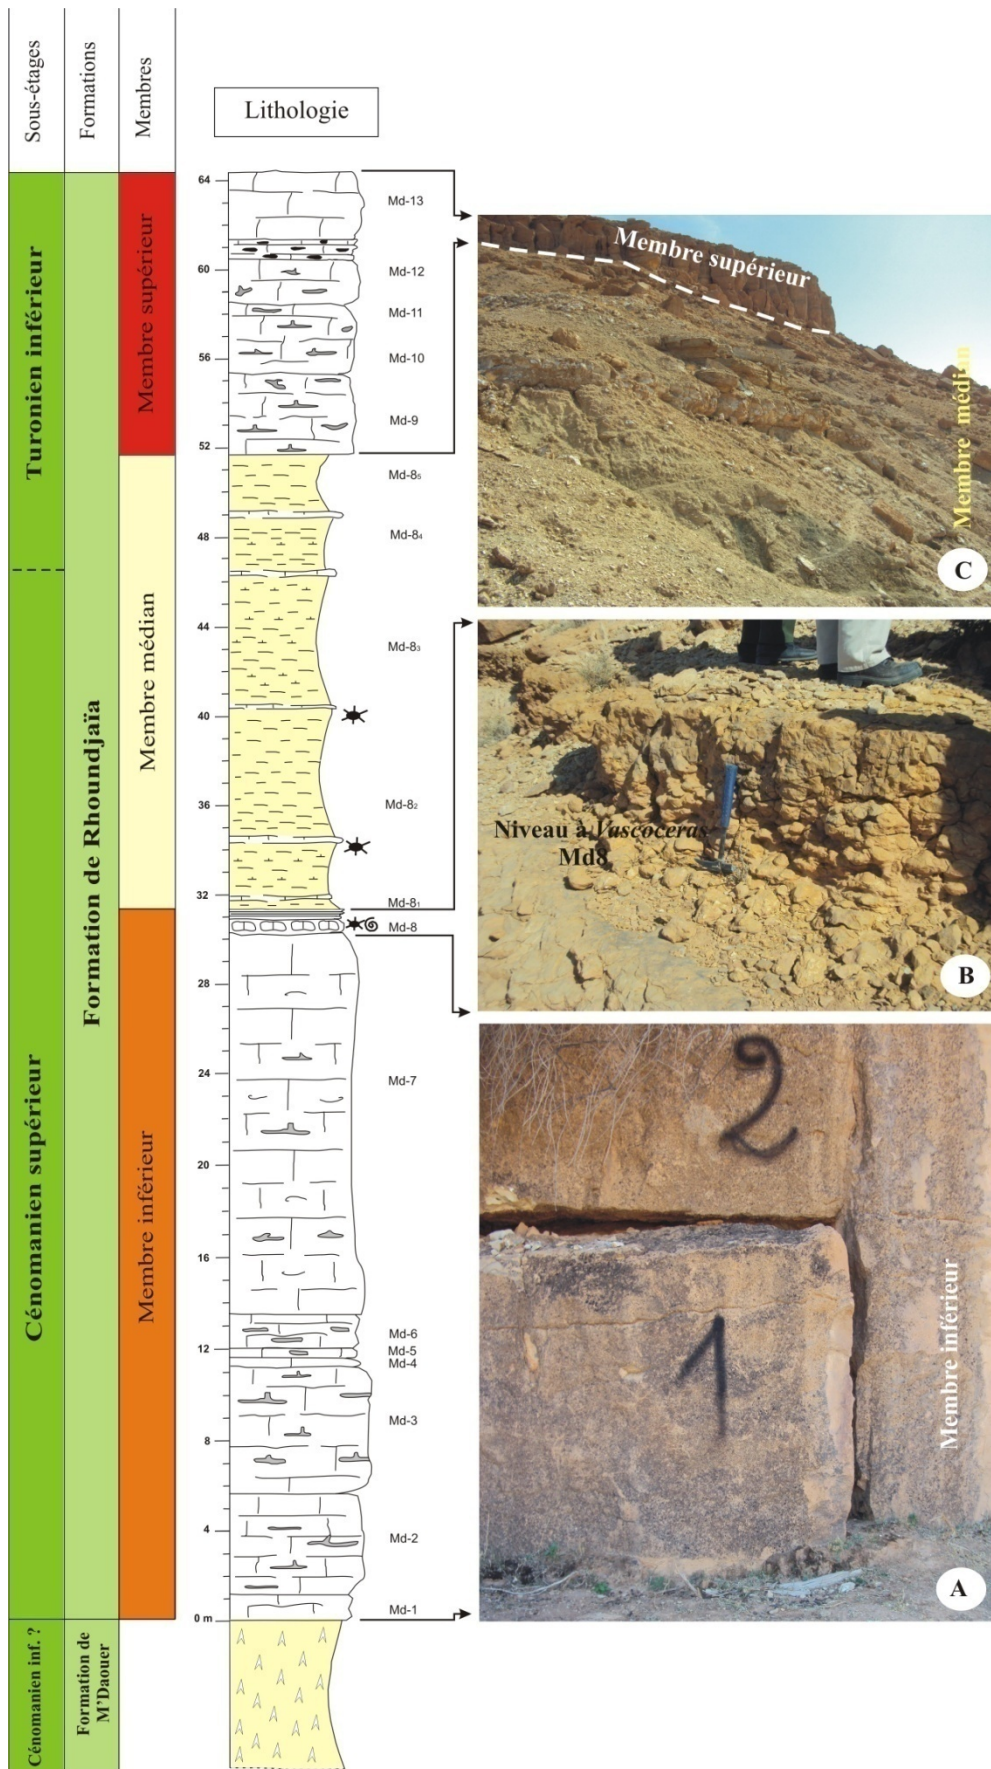 Sous-étages
Formations
Membres
Lithologie
Turonien inférieur
Cénomanien supérieur
Cénomanien inf. ?
Formation de Rhoundjaïa
Formation de
M'Daouer
Membre supérieur
Membre médian
Membre inférieur
64
60
56
52
48
44
40
36
32
28
24
20
16
12
8
4
0 m
Md-13
Md-12
Md-11
Md-10
Md-9
Md-8₅
Md-8₄
Md-8₃
Md-8₂
Md-8₁
Md-8
Md-7
Md-6
Md-5
Md-4
Md-3
Md-2
Md-1
Membre supérieur
Membre médian
C
Niveau à Vascoceras
Md8
B
2
1
Membre inférieur
A